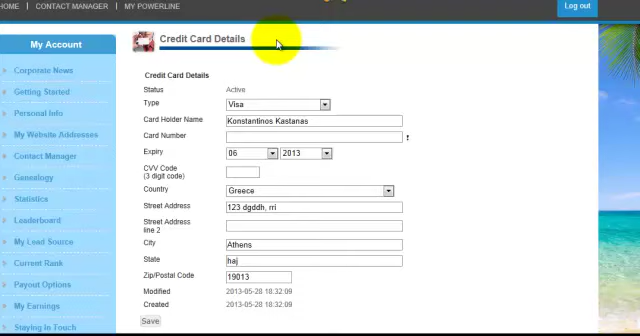 HOME | CONTACT MANAGER | MY POWERLINE
Log out
My Account
Corporate News
Getting Started
Personal Info
My Website Addresses
Contact Manager
Genealogy
Statistics
Leaderboard
My Lead Source
Current Rank
Payout Options
My Earnings
Staying In Touch
Credit Card Details
Credit Card Details
Status Active
Type Visa
Card Holder Name Konstantinos Kastanas
Card Number !
Expiry 06 2013
CVV Code
(3 digit code)
Country Greece
Street Address 123 dgddh, rri
Street Address
line 2
City Athens
State haj
Zip/Postal Code 19013
Modified 2013-05-28 18:32:09
Created 2013-05-28 18:32:09
Save